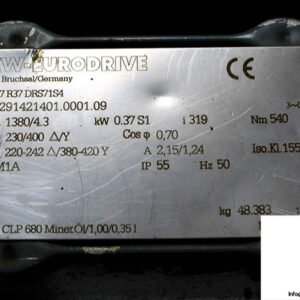 W-EURODRIVE
Bruchsal/Germany
7 R37 DRS71S4
291421401.0001.09
3~
1380/4.3 kW 0.37 S1 i 319 Nm 540
230/400 Δ/Y Cos φ 0,70
220-242 Δ/380-420 Y A 2,15/1,24 Iso.Kl.155
M1A IP 55 Hz 50
kg 48.383
CLP 680 Miner.Öl/1,00/0,35 l